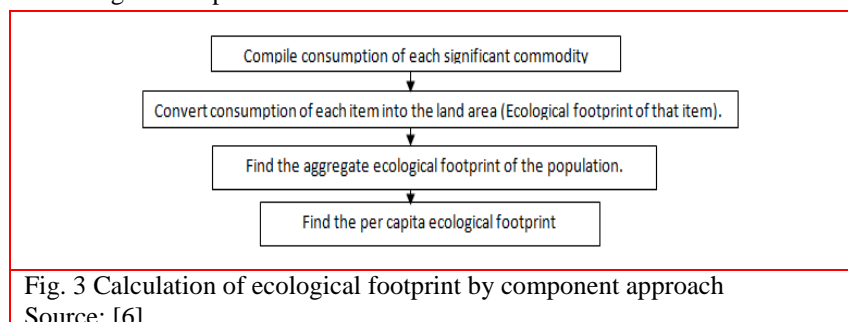 Compile consumption of each significant commodity
Convert consumption of each item into the land area (Ecological footprint of that item).
Find the aggregate ecological footprint of the population.
Find the per capita ecological footprint
Fig. 3 Calculation of ecological footprint by component approach
Source: [6]